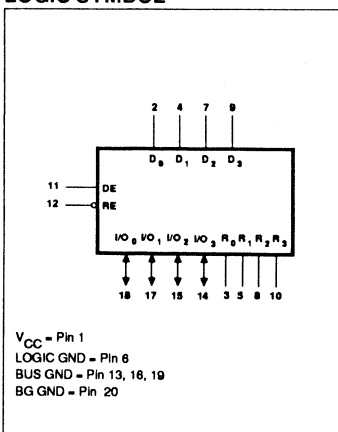 LOGIC SYMBOL
2 4 7 9
D0 D1 D2 D3
11 DE
12 RE
I/O0 I/O1 I/O2 I/O3 R0 R1 R2 R3
18 17 15 14 3 5 8 10
VCC = Pin 1
LOGIC GND = Pin 6
BUS GND = Pin 13, 16, 19
BG GND = Pin 20